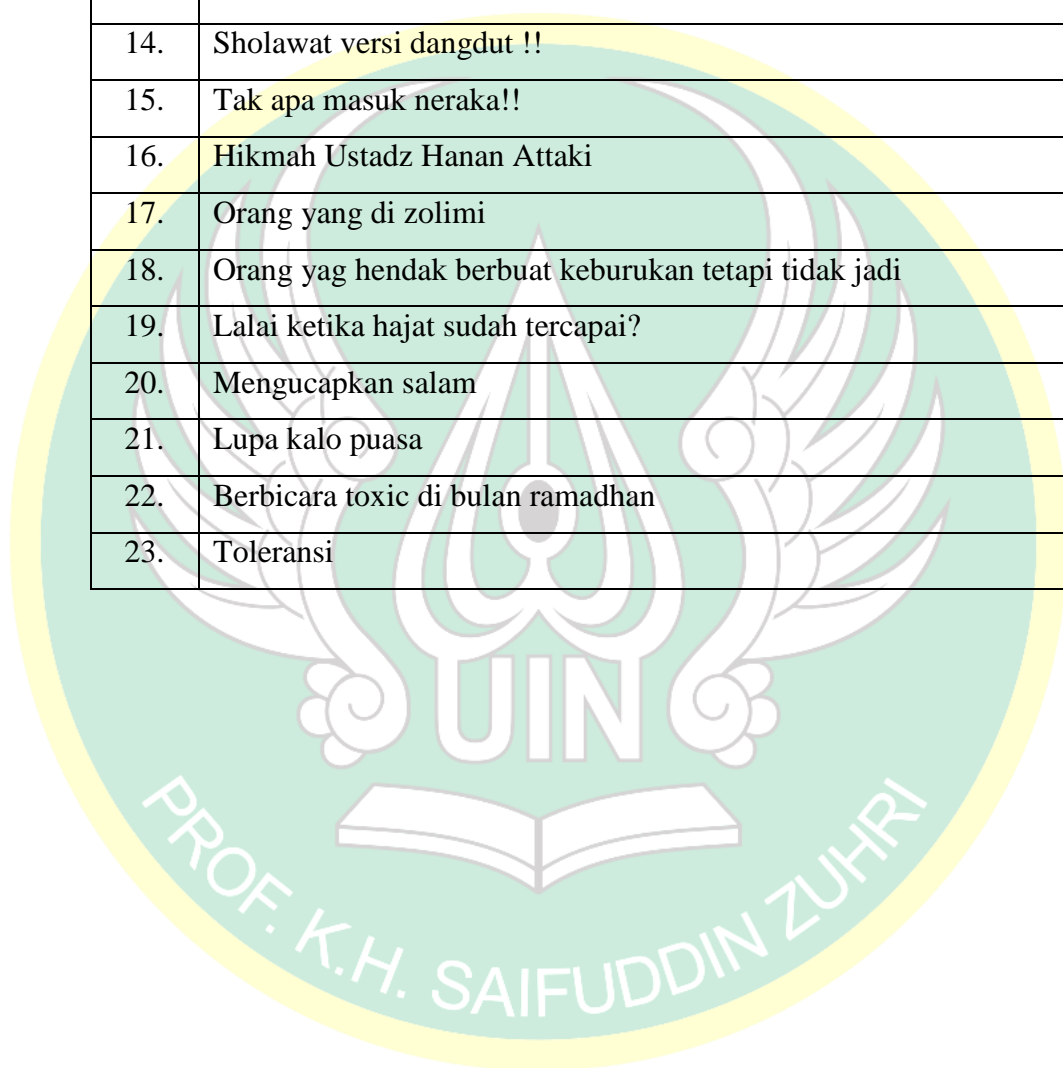 14. Sholawat versi dangdut !!
15. Tak apa masuk neraka!!
16. Hikmah Ustadz Hanan Attaki
17. Orang yang di zolimi
18. Orang yag hendak berbuat keburukan tetapi tidak jadi
19. Lalai ketika hajat sudah tercapai?
20. Mengucapkan salam
21. Lupa kalo puasa
22. Berbicara toxic di bulan ramadhan
23. Toleransi
UIN
PROF. K.H. SAIFUDDIN ZUHRI